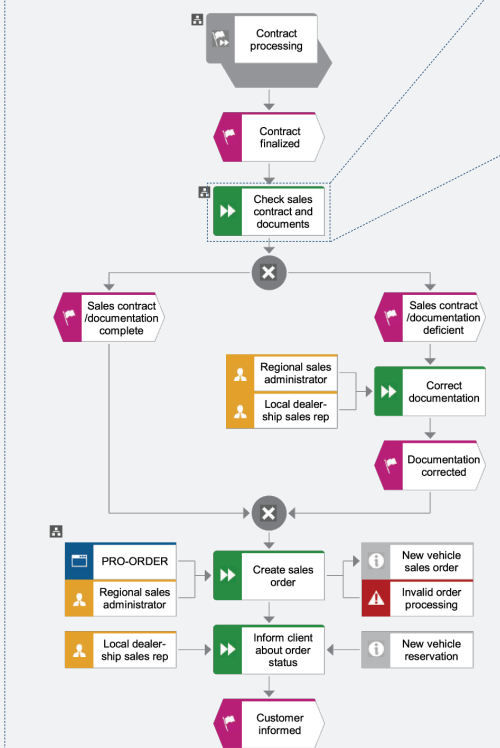 Contract
processing
Contract
finalized
Check sales
contract and
documents
Sales contract
/documentation
complete
Sales contract
/documentation
deficient
Regional sales
administrator
Local dealer-
ship sales rep
Correct
documentation
Documentation
corrected
PRO-ORDER
Regional sales
administrator
Create sales
order
New vehicle
sales order
Invalid order
processing
Local dealer-
ship sales rep
Inform client
about order
status
New vehicle
reservation
Customer
informed